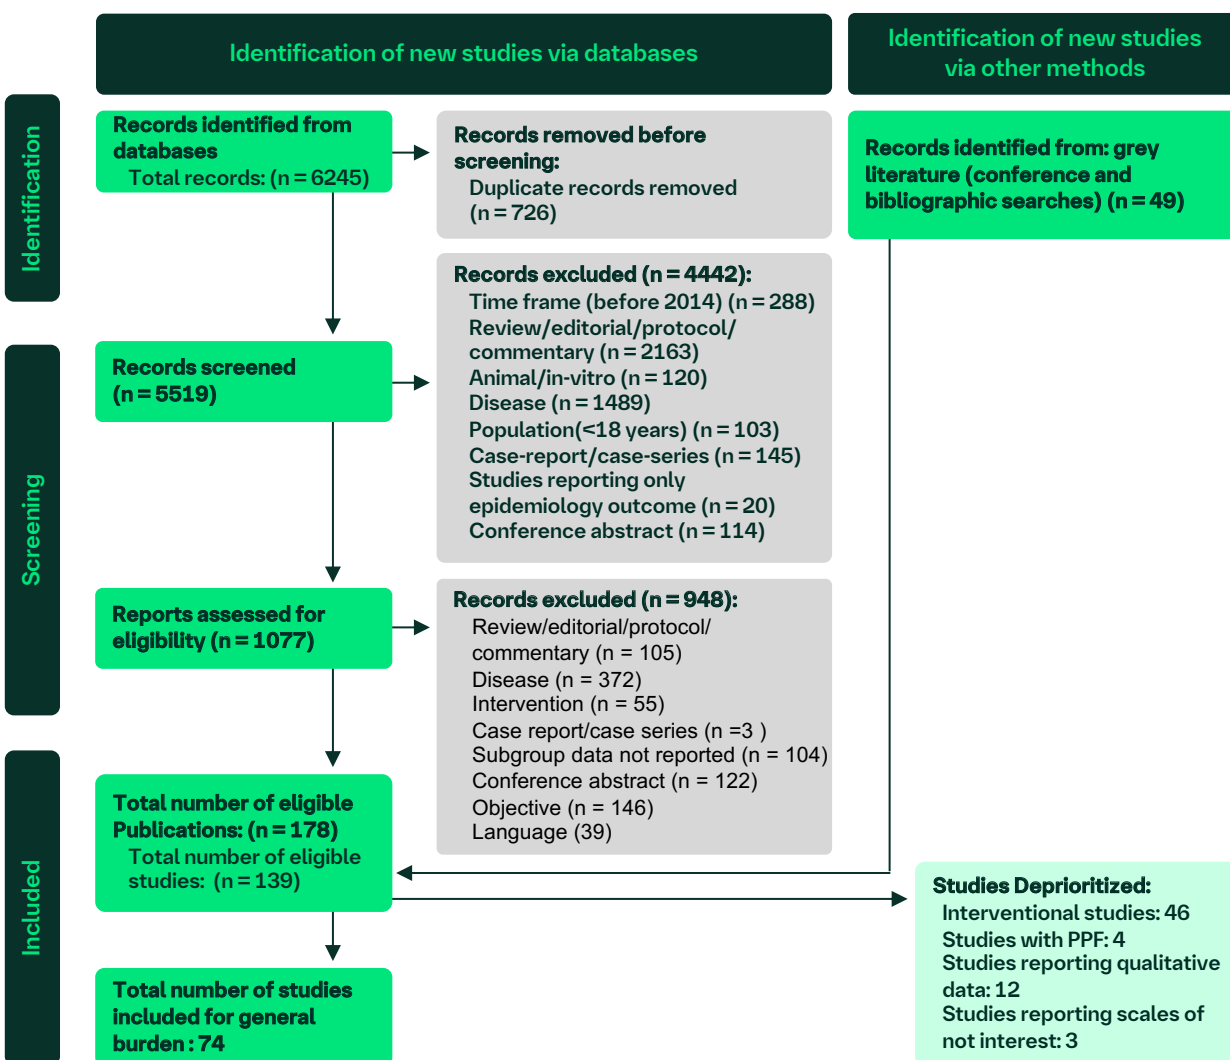 Identification of new studies via databases
Identification of new studies
via other methods
Identification
Records identified from
databases
Total records: (n = 6245)
Records removed before
screening:
Duplicate records removed
(n = 726)
Records identified from: grey
literature (conference and
bibliographic searches) (n = 49)
Screening
Records screened
(n = 5519)
Records excluded (n = 4442):
Time frame (before 2014) (n = 288)
Review/editorial/protocol/
commentary (n = 2163)
Animal/in-vitro (n = 120)
Disease (n = 1489)
Population(<18 years) (n = 103)
Case-report/case-series (n = 145)
Studies reporting only
epidemiology outcome (n = 20)
Conference abstract (n = 114)
Reports assessed for
eligibility (n = 1077)
Records excluded (n = 948):
Review/editorial/protocol/
commentary (n = 105)
Disease (n = 372)
Intervention (n = 55)
Case report/case series (n =3 )
Subgroup data not reported (n = 104)
Conference abstract (n = 122)
Objective (n = 146)
Language (39)
Included
Total number of eligible
Publications: (n = 178)
Total number of eligible
studies: (n = 139)
Studies Deprioritized:
Interventional studies: 46
Studies with PPF: 4
Studies reporting qualitative
data: 12
Studies reporting scales of
not interest: 3
Total number of studies
included for general
burden : 74